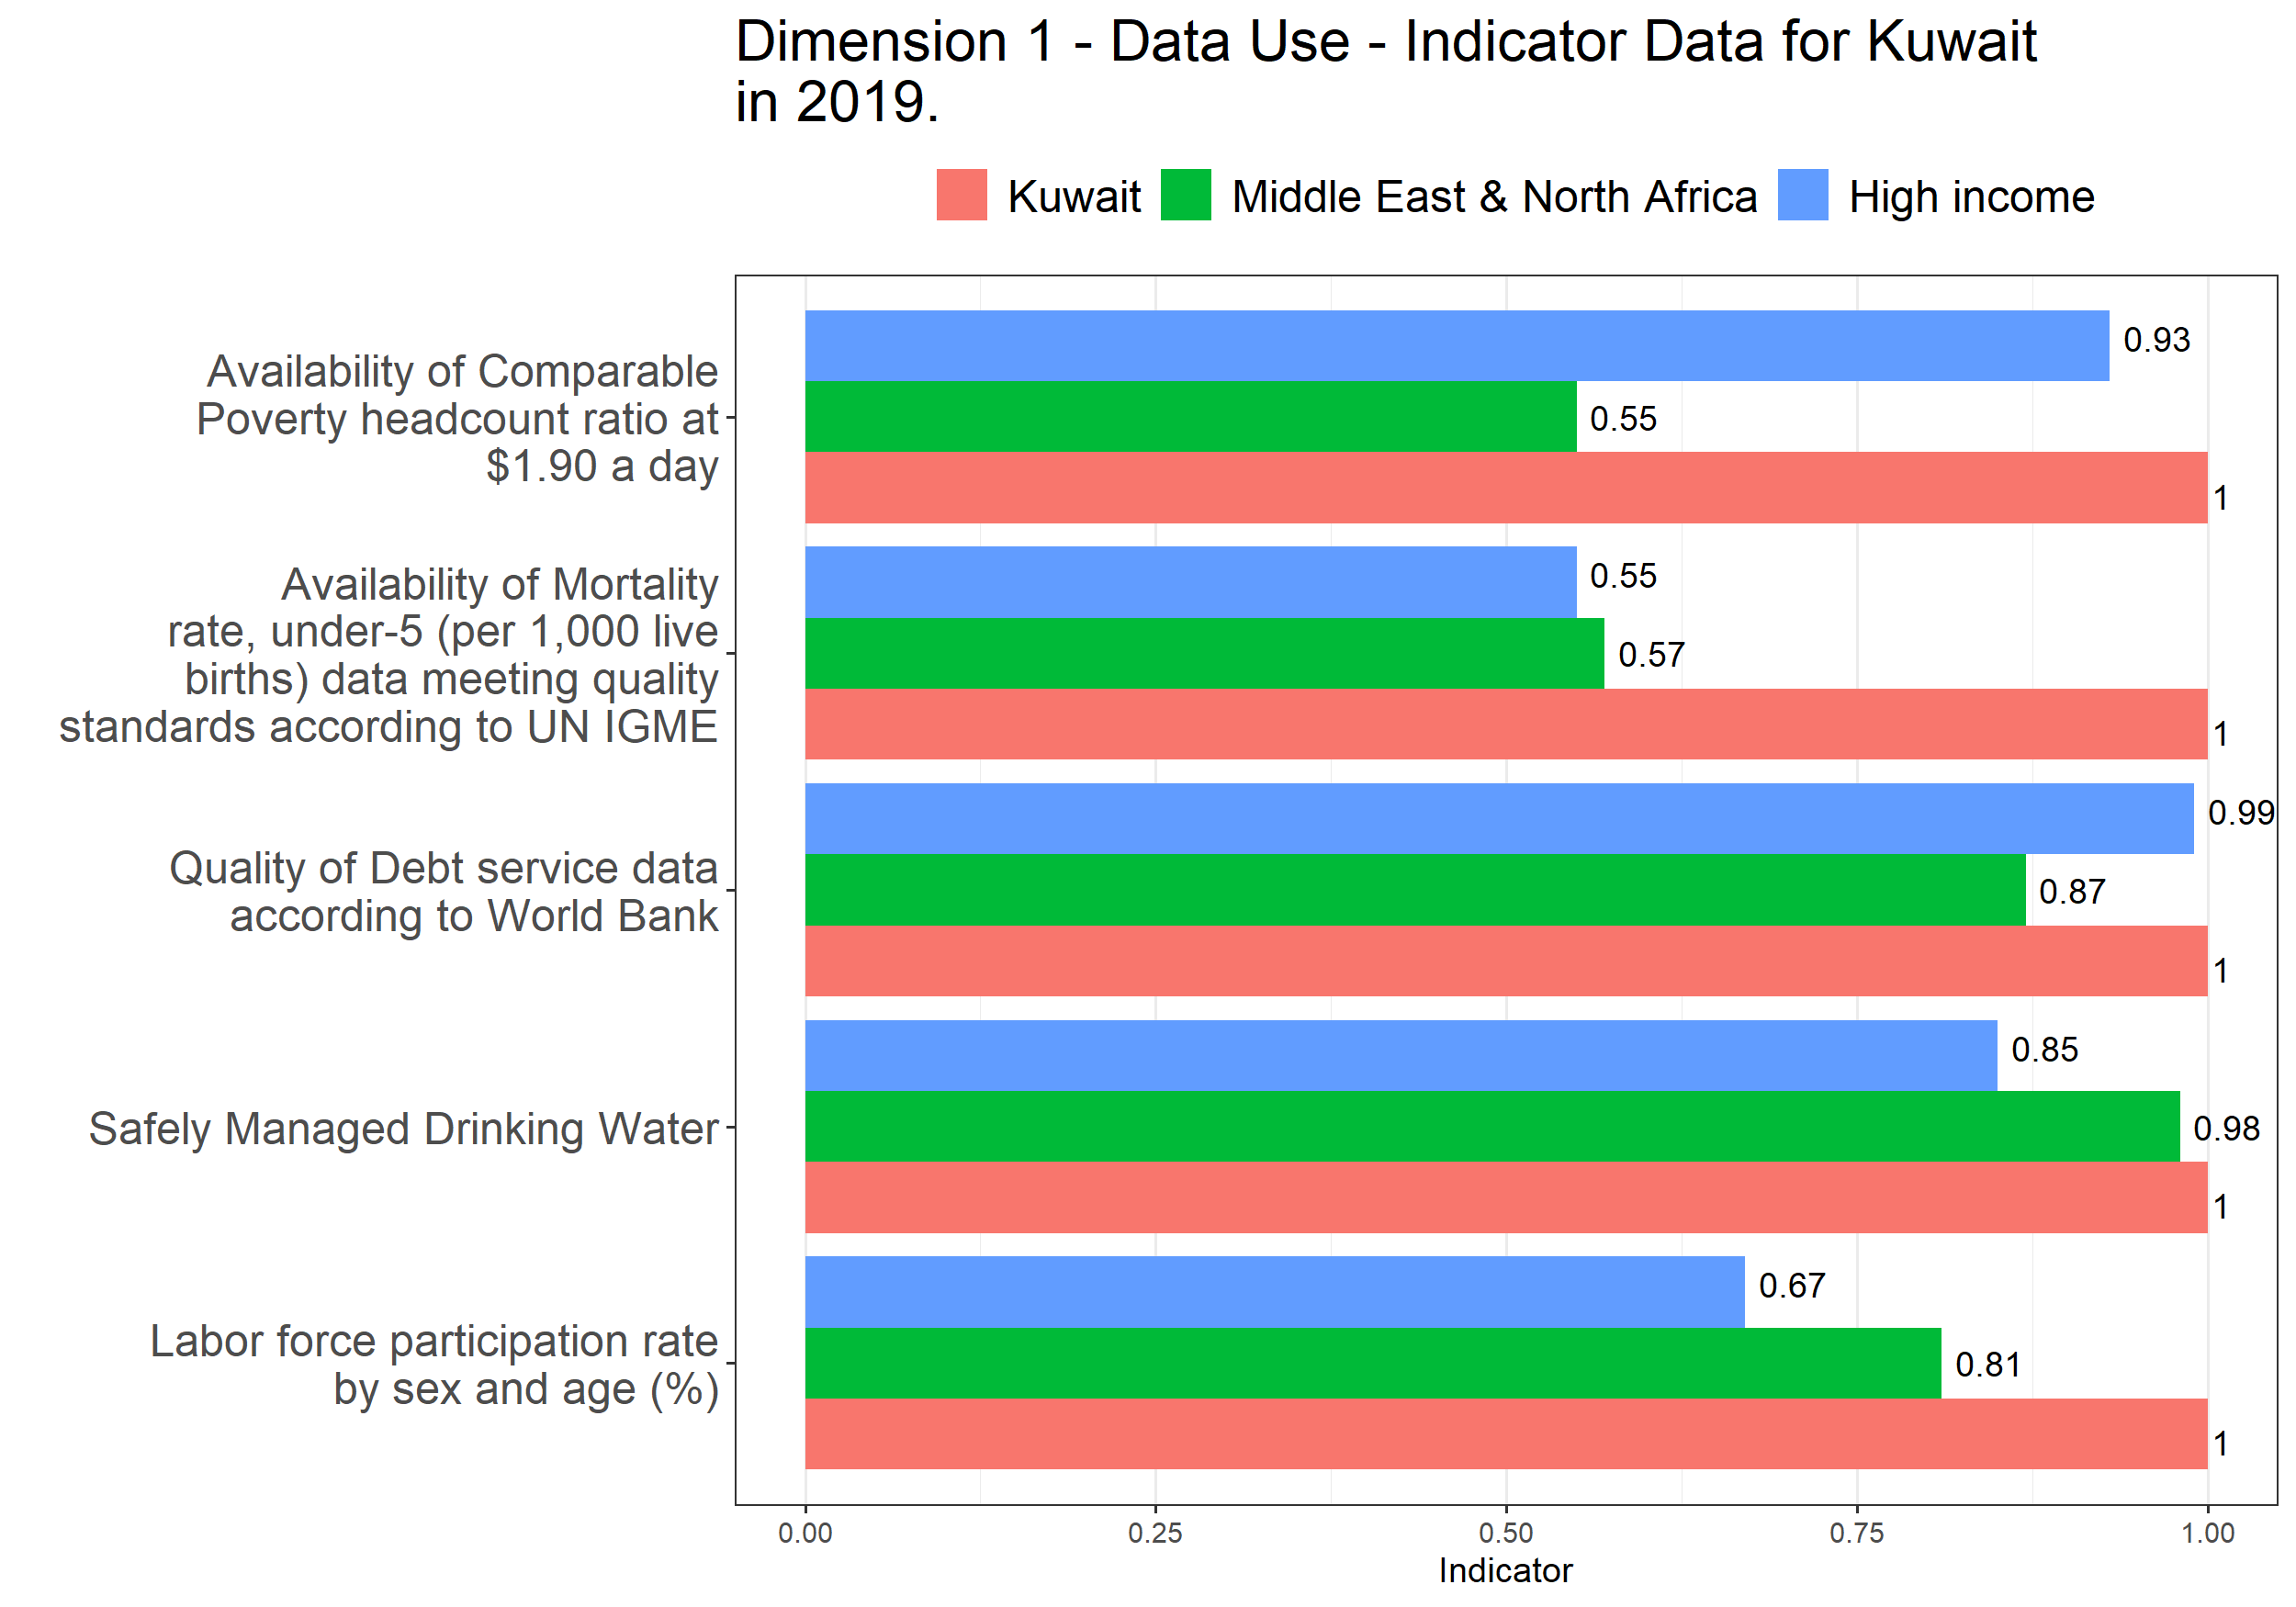 Dimension 1 - Data Use - Indicator Data for Kuwait
in 2019.
Kuwait
Middle East & North Africa
High income
Availability of Comparable
Poverty headcount ratio at
$1.90 a day
0.93
0.55
1
Availability of Mortality
rate, under-5 (per 1,000 live
births) data meeting quality
standards according to UN IGME
0.55
0.57
1
Quality of Debt service data
according to World Bank
0.99
0.87
1
Safely Managed Drinking Water
0.85
0.98
1
Labor force participation rate
by sex and age (%)
0.67
0.81
1
0.00
0.25
0.50
0.75
1.00
Indicator